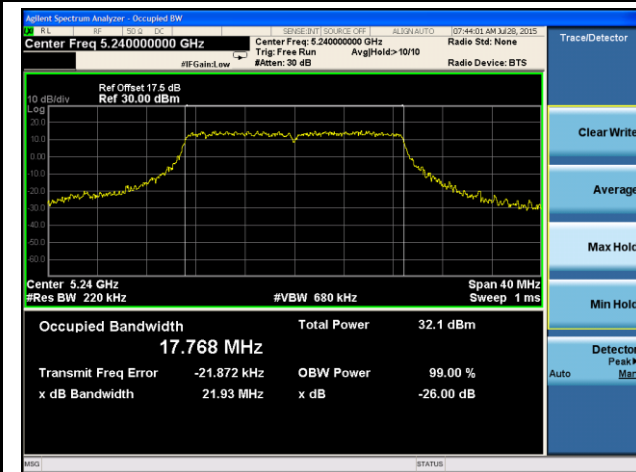 Agilent Spectrum Analyzer - Occupied BW
RL RF 50 Ω DC SENSE:INT SOURCE OFF ALIGN AUTO 07:44:01 AM Jul 28, 2015
Center Freq 5.240000000 GHz Center Freq: 5.240000000 GHz Radio Std: None Trace/Detector
Trig: Free Run Avg|Hold:>10/10
#IFGain:Low #Atten: 30 dB Radio Device: BTS
Ref Offset 17.5 dB
10 dB/div Ref 30.00 dBm
Log
20.0
10.0
0.00
-10.0
-20.0
-30.0
-40.0
-50.0
-60.0
Clear Write
Average
Max Hold
Min Hold
Center 5.24 GHz Span 40 MHz
#Res BW 220 kHz #VBW 680 kHz Sweep 1 ms
Occupied Bandwidth Total Power 32.1 dBm
17.768 MHz
Transmit Freq Error -21.872 kHz OBW Power 99.00 %
x dB Bandwidth 21.93 MHz x dB -26.00 dB
Detector
Peak
Auto Man
MSG STATUS